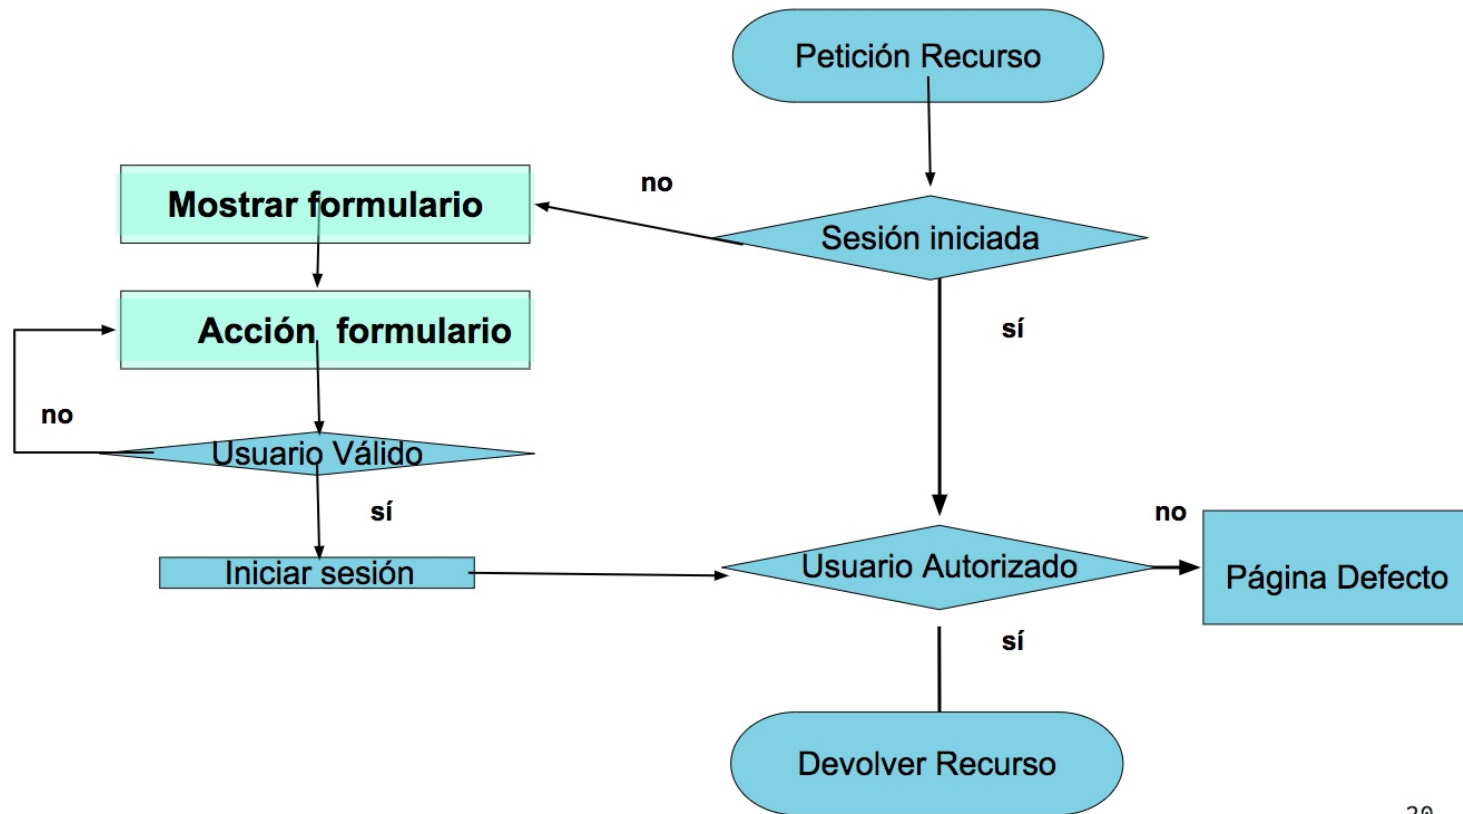 Petición Recurso
no
Mostrar formulario
Sesión iniciada
sí
Acción formulario
no
Usuario Válido
sí
Iniciar sesión
no
Usuario Autorizado
Página Defecto
sí
Devolver Recurso
20